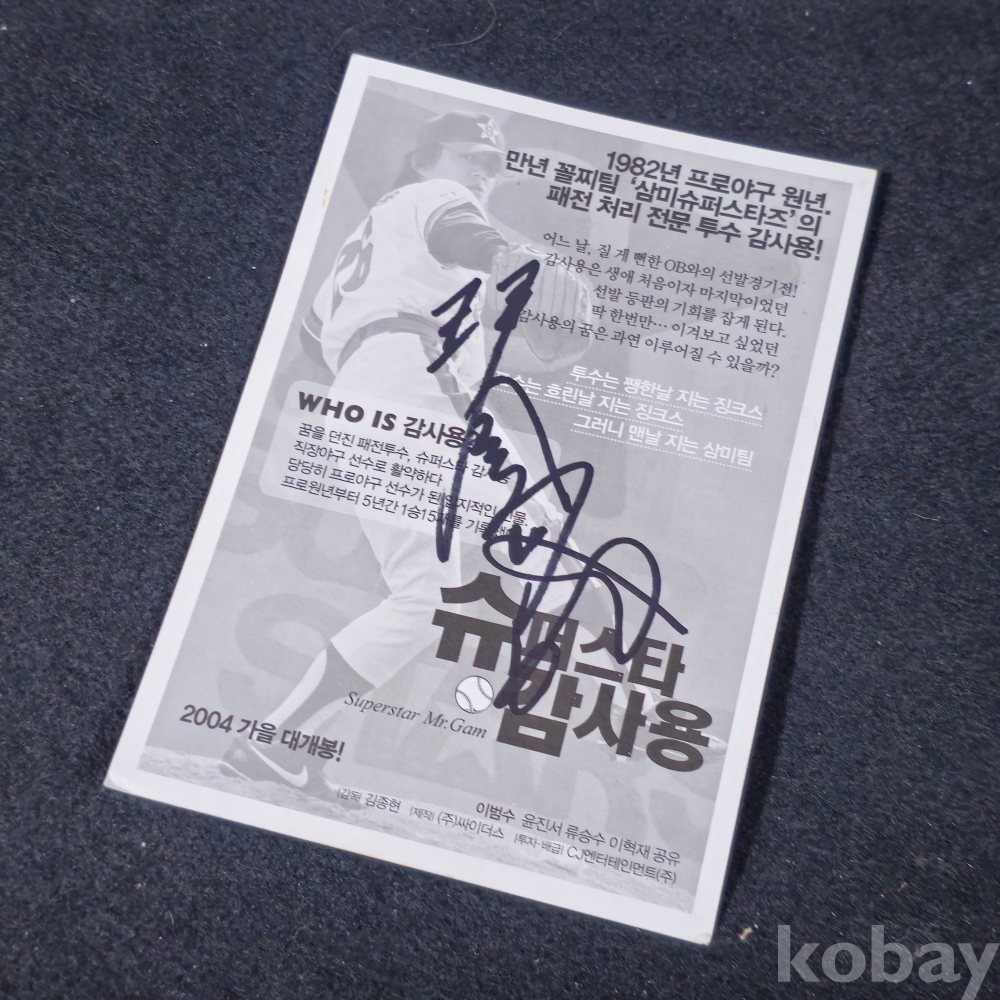 1982년 프로야구 원년.
만년 꼴찌팀 '삼미슈퍼스타즈'의
패전 처리 전문 투수 감사용!
어느 날, 질 게 뻔한 OB와의 선발경기전!
감사용은 생애 처음이자 마지막이었던
선발 등판의 기회를 잡게 된다.
딱 한번만… 이겨보고 싶었던
감사용의 꿈은 과연 이루어질 수 있을까?
투수는 쨍한날 지는 징크스
흐린날 지는 징크스
그러니 맨날 지는 삼미팀
WHO IS 감사용
꿈을 던진 패전투수, 슈퍼스타 감사용
직장야구 선수로 활약하다
당당히 프로야구 선수가 된 입지적인 인물.
프로원년부터 5년간 1승15패를
슈퍼스타
감사용
Superstar Mr.Gam
2004 가을 대개봉!
이범수 윤진서 류승수 이혁재 공유
|감독| 김종현 |제작| (주)싸이더스 |투자·배급| CJ엔터테인먼트(주)
kobay